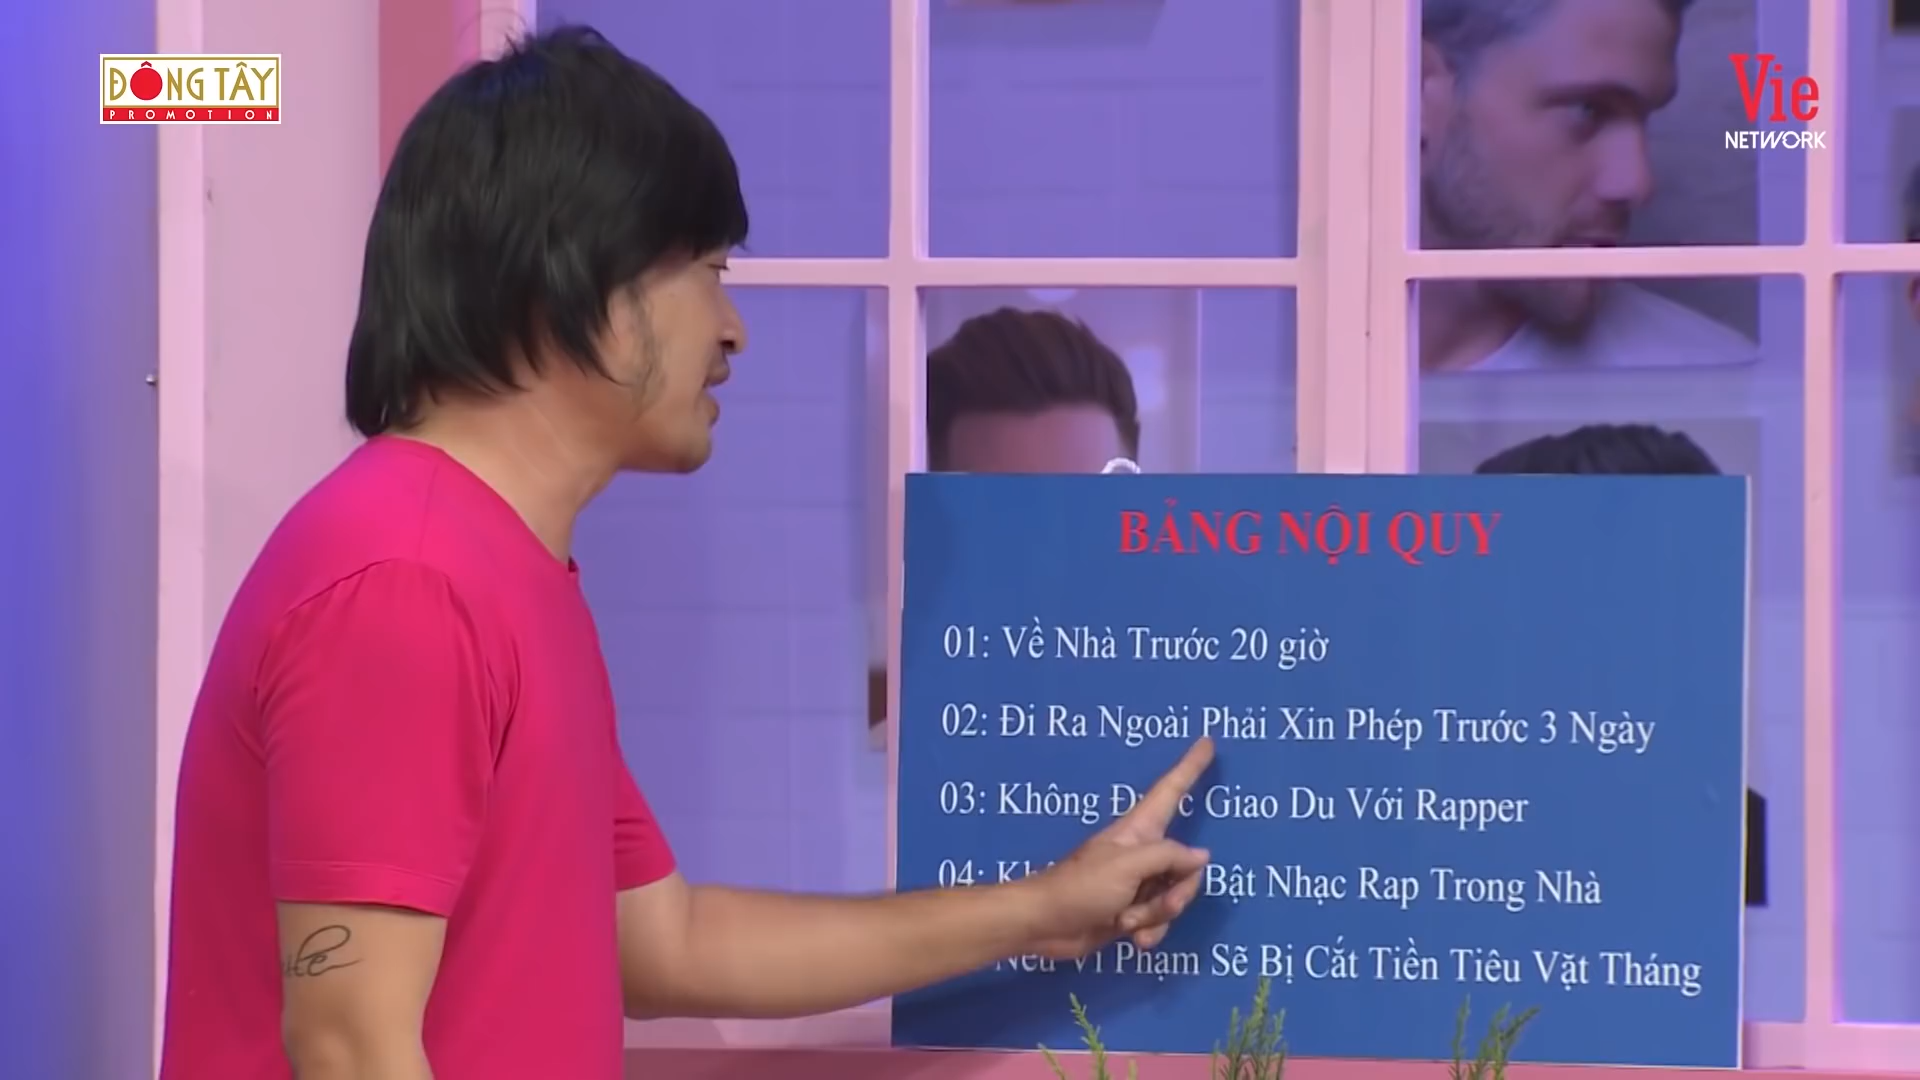 ĐÔNG TÂY
PROMOTION
Vie
NETWORK
BẢNG NỘI QUY
01: Về Nhà Trước 20 giờ
02: Đi Ra Ngoài Phải Xin Phép Trước 3 Ngày
03: Không Giao Du Với Rapper
04: Bật Nhạc Rap Trong Nhà
Nếu Vi Phạm Sẽ Bị Cắt Tiền Tiêu Vặt Tháng